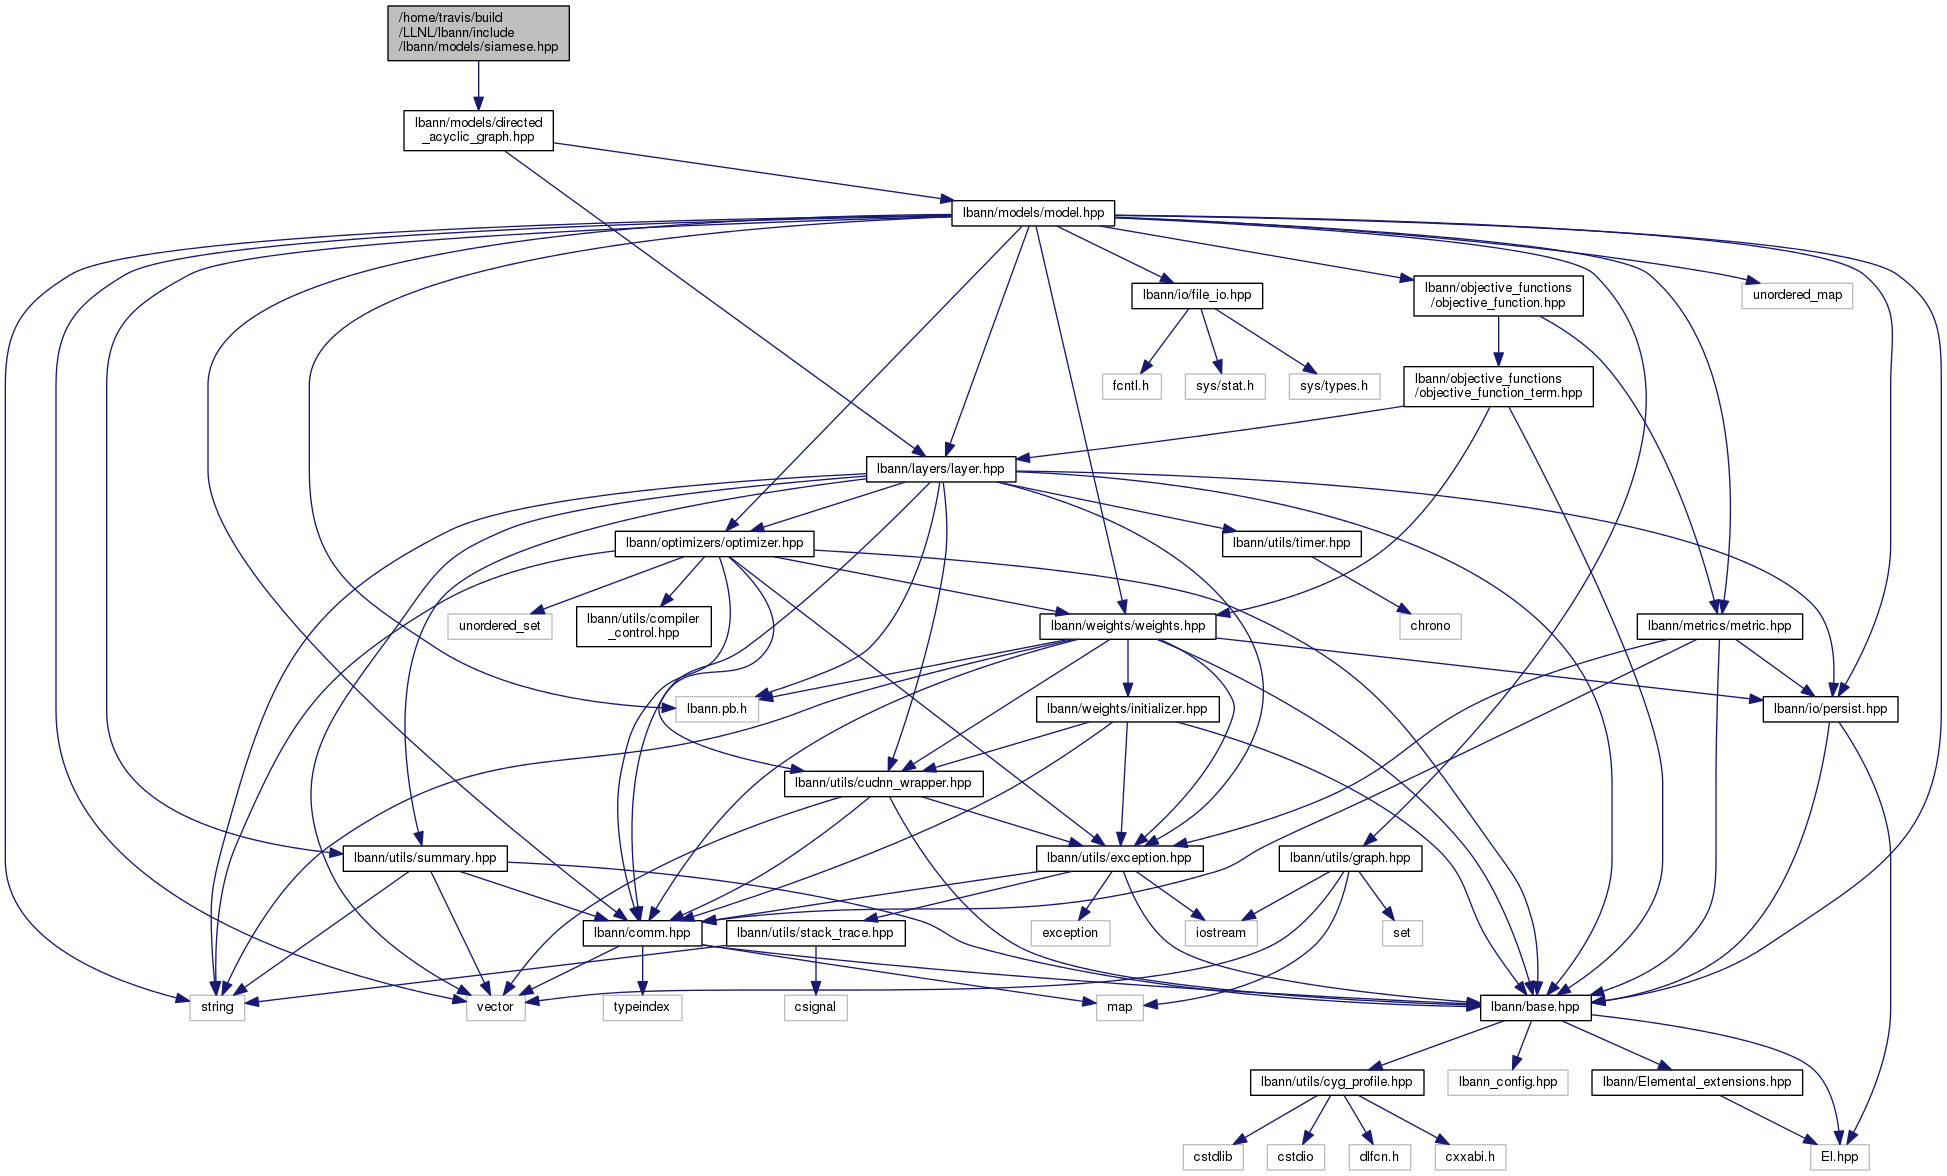 /home/travis/build
/LLNL/lbann/include
/lbann/models/siamese.hpp
lbann/models/directed
_acyclic_graph.hpp
lbann/models/model.hpp
lbann/io/file_io.hpp
lbann/objective_functions
/objective_function.hpp
unordered_map
fcntl.h
sys/stat.h
sys/types.h
lbann/objective_functions
/objective_function_term.hpp
lbann/layers/layer.hpp
lbann/optimizers/optimizer.hpp
lbann/utils/timer.hpp
unordered_set
lbann/utils/compiler
_control.hpp
lbann/weights/weights.hpp
chrono
lbann/metrics/metric.hpp
lbann.pb.h
lbann/weights/initializer.hpp
lbann/io/persist.hpp
lbann/utils/cudnn_wrapper.hpp
lbann/utils/summary.hpp
lbann/utils/exception.hpp
lbann/utils/graph.hpp
lbann/comm.hpp
lbann/utils/stack_trace.hpp
exception
iostream
set
string
vector
typeindex
csignal
map
lbann/base.hpp
lbann/utils/cyg_profile.hpp
lbann_config.hpp
lbann/Elemental_extensions.hpp
cstdlib
cstdio
dlfcn.h
cxxabi.h
El.hpp